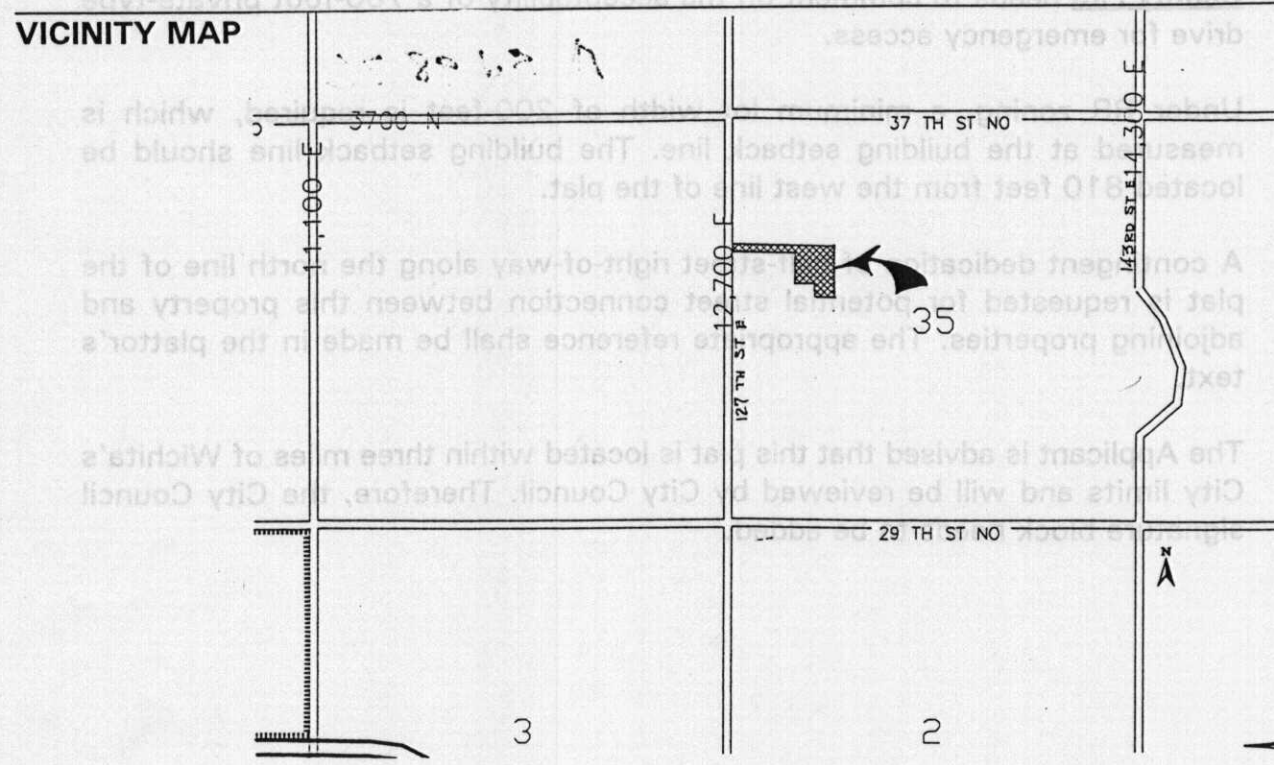 VICINITY MAP
3700 N
37 TH ST NO
11,100 E
12,700 E
14,30 E
143RD ST E
127 TH ST E
35
29 TH ST NO
N
3
2
drive for emergency access.
Under RR zoning, a minimum lot width of 200 feet is required, which is
measured at the building setback line. The building setback line should be
located 810 feet from the west line of the plat.
A contingent dedication of half-street right-of-way along the north line of the
plat is requested for potential street connection between this property and
adjoining properties. The appropriate reference shall be made in the plattor's
text.
The Applicant is advised that this plat is located within three miles of Wichita's
City limits and will be reviewed by City Council. Therefore, the City Council
signature block needs to be added.